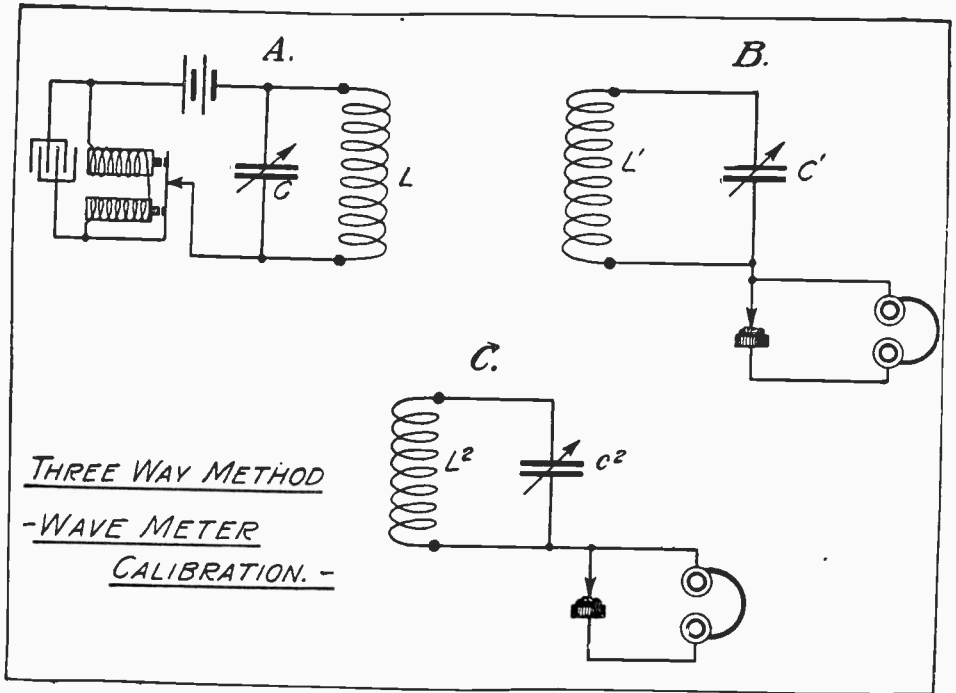 A.
B.
C
L
L'
C'
C.
L²
C²
THREE WAY METHOD
-WAVE METER
CALIBRATION.-